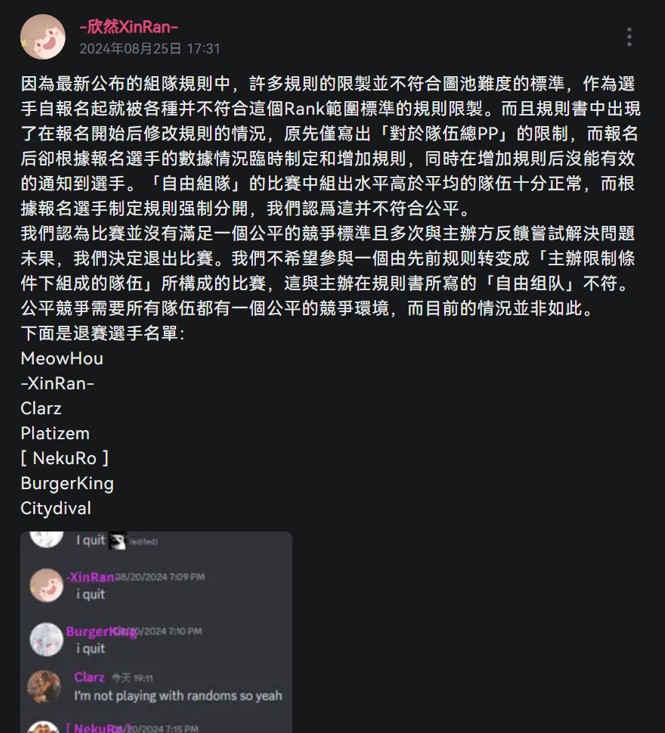 -欣然XinRan-
2024年08月25日 17:31
因為最新公布的組隊規則中，許多規則的限製並不符合圖池難度的標準，作為選
手自報名起就被各種并不符合這個Rank範圍標準的規則限製。而且規則書中出現
了在報名開始后修改規則的情況，原先僅寫出「對於隊伍總PP」的限制，而報名
后卻根據報名選手的數據情況臨時制定和增加規則，同時在增加規則后沒能有效
的通知到選手。「自由組隊」的比賽中組出水平高於平均的隊伍十分正常，而根
據報名選手制定規則强制分開，我們認爲這并不符合公平。
我們認為比並沒有滿足一個公平的競爭標準且多次與主辦方反饋嘗試解決問題
未果，我們決定退出比賽。我們不希望參與一個由先前规则转变成「主辦限制條
件下組成的隊伍」所構成的比賽，這與主辦在規則書所寫的「自由组队」不符。
公平競爭需要所有隊伍都有一個公平的競爭環境，而目前的情況並非如此。
下面是退賽選手名單：
MeowHou
-XinRan-
Clarz
Platizem
[ NekuRo ]
BurgerKing
Citydival
I quit (edited)
-XinRan- 08/20/2024 7:09 PM
i quit
BurgerKing 08/20/2024 7:10 PM
i quit
Clarz 今天 19:11
I'm not playing with randoms so yeah
[ NekuRo ] 08/20/2024 7:15 PM